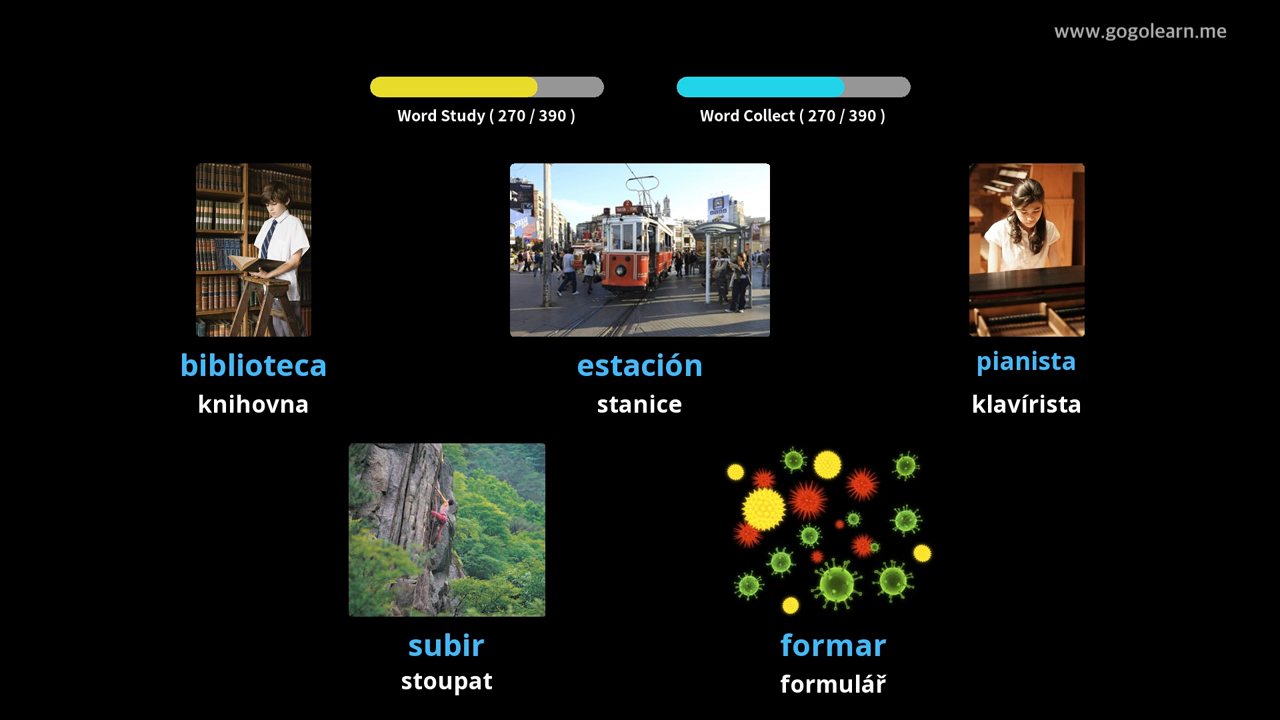 www.gogolearn.me
Word Study ( 270 / 390 )
Word Collect ( 270 / 390 )
biblioteca
knihovna
estación
stanice
pianista
klavírista
subir
stoupat
formar
formulář